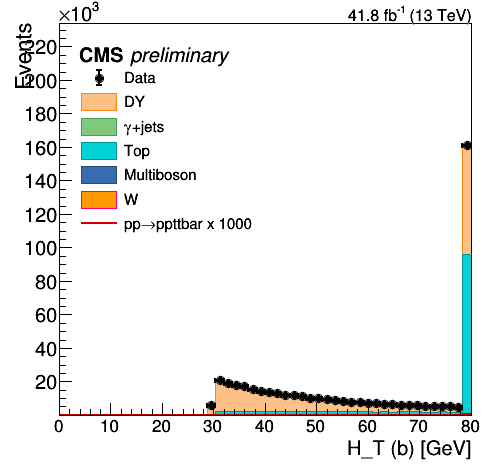 ×10³
41.8 fb⁻¹ (13 TeV)
Events
CMS preliminary
Data
DY
γ+jets
Top
Multiboson
W
pp→ppttbar x 1000
220
200
180
160
140
120
100
80
60
40
20
0 10 20 30 40 50 60 70 80
H_T (b) [GeV]